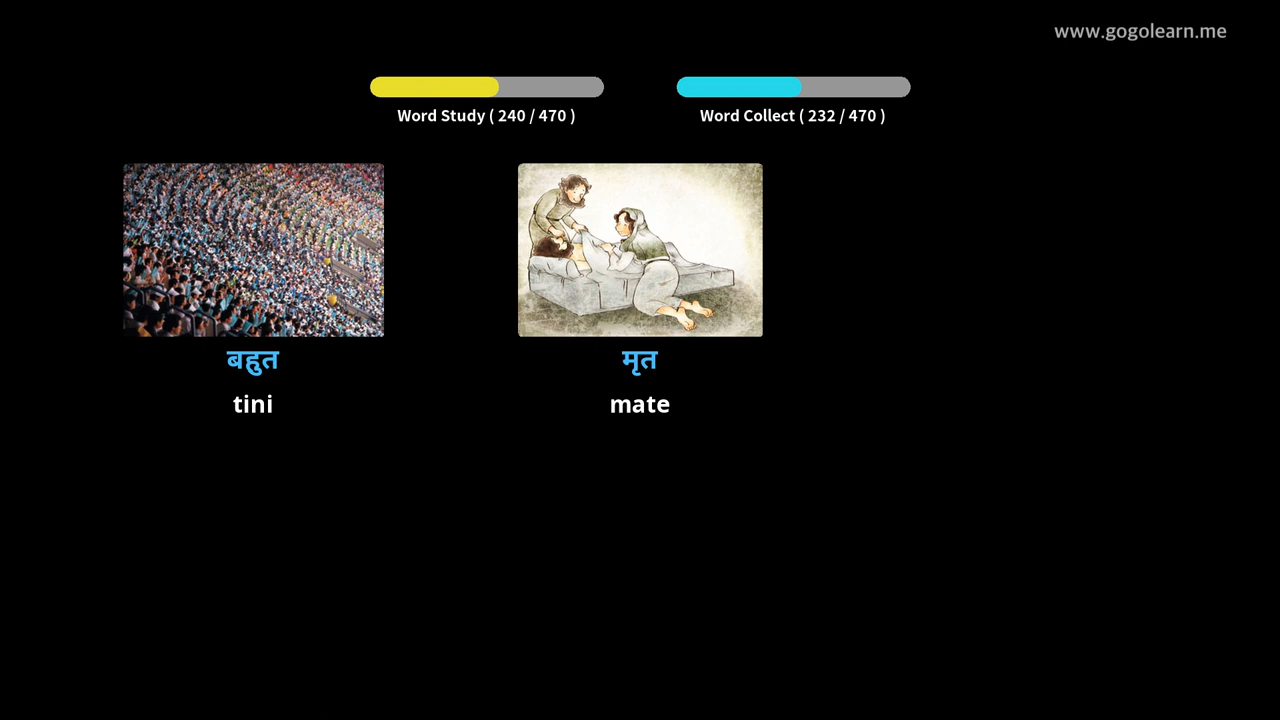 www.gogolearn.me
Word Study ( 240 / 470 )
Word Collect ( 232 / 470 )
बहुत
मृत
tini
mate